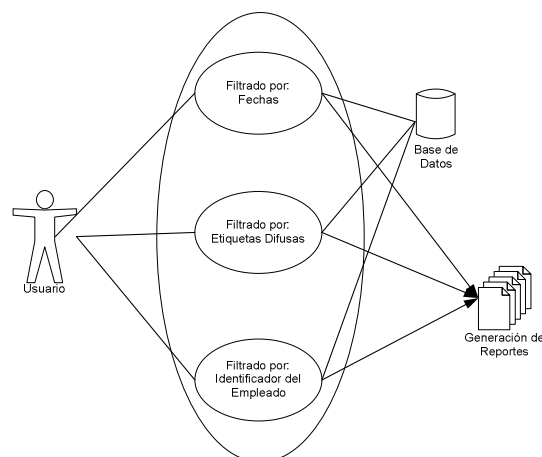 Filtrado por:
Fechas
Base de
Datos
Filtrado por:
Etiquetas Difusas
Usuario
Generación de
Reportes
Filtrado por:
Identificador del
Empleado